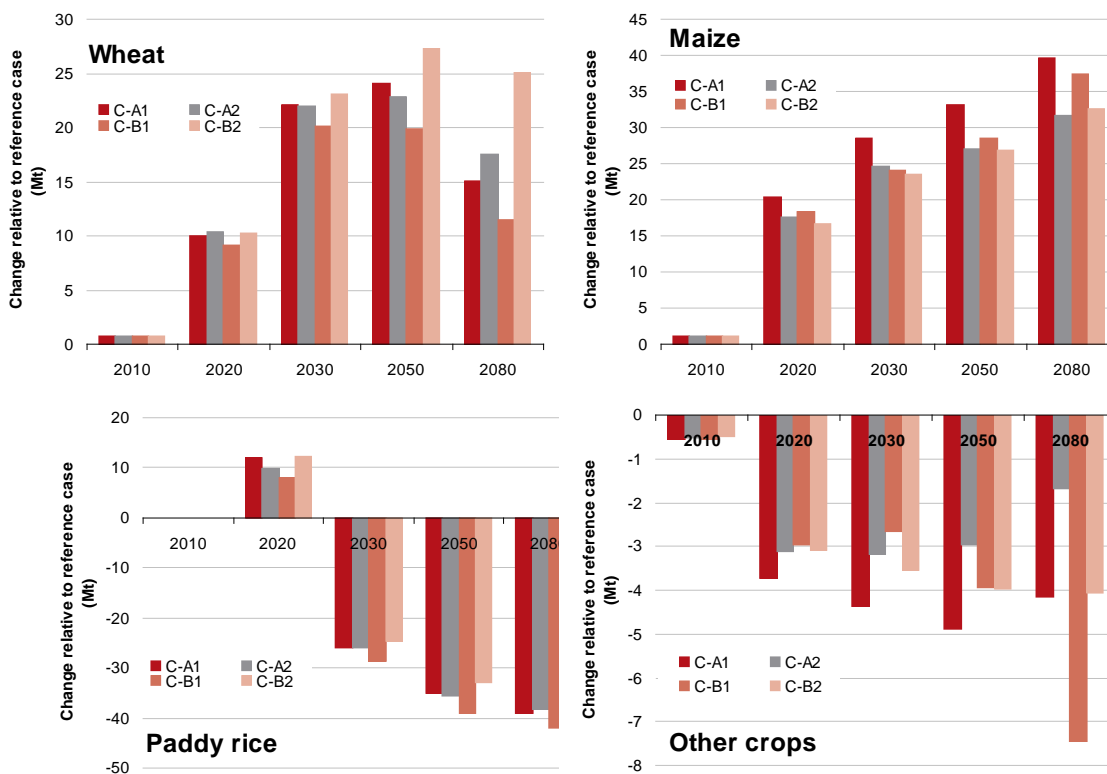 Wheat
Change relative to reference case
(Mt)
30
25
20
15
10
5
0
C-A1 C-A2
C-B1 C-B2
2010 2020 2030 2050 2080
Maize
Change relative to reference case
(Mt)
45
40
35
30
25
20
15
10
5
0
C-A1 C-A2
C-B1 C-B2
2010 2020 2030 2050 2080
Change relative to reference case
(Mt)
20
10
0
-10
-20
-30
-40
-50
2010 2020 2030 2050 208
C-A1 C-A2
C-B1 C-B2
Paddy rice
Change relative to reference case
(Mt)
0
-1
-2
-3
-4
-5
-6
-7
-8
2010 2020 2030 2050 2080
C-A1 C-A2
C-B1 C-B2
Other crops